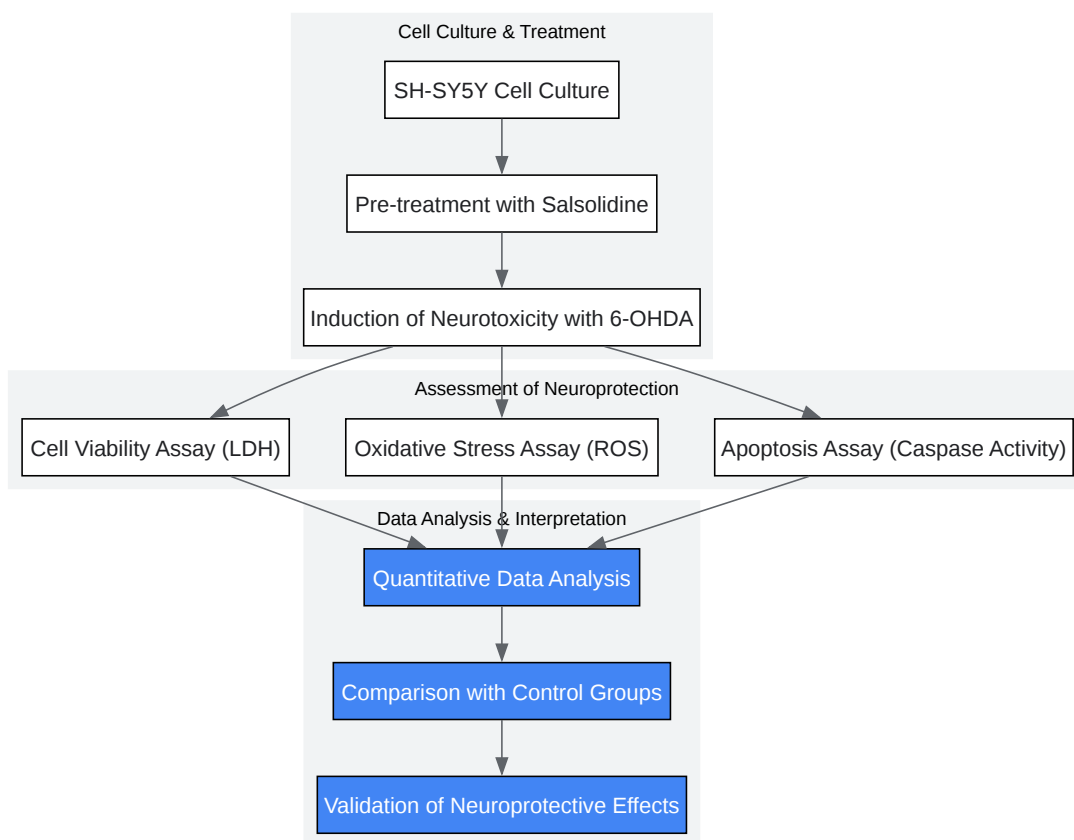 Cell Culture & Treatment
SH-SY5Y Cell Culture
Pre-treatment with Salsolidine
Induction of Neurotoxicity with 6-OHDA
Assessment of Neuroprotection
Cell Viability Assay (LDH)
Oxidative Stress Assay (ROS)
Apoptosis Assay (Caspase Activity)
Data Analysis & Interpretation
Quantitative Data Analysis
Comparison with Control Groups
Validation of Neuroprotective Effects